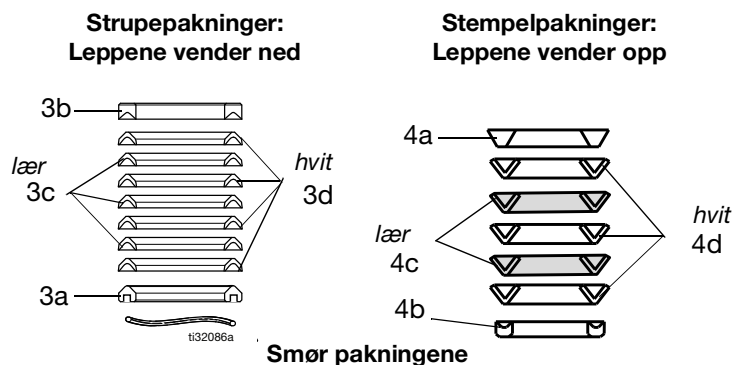 Strupepakninger:
Leppene vender ned
3b
lær
3c
hvit
3d
3a
ti32086a
Stempelpakninger:
Leppene vender opp
4a
lær
4c
hvit
4d
4b
Smør pakningene